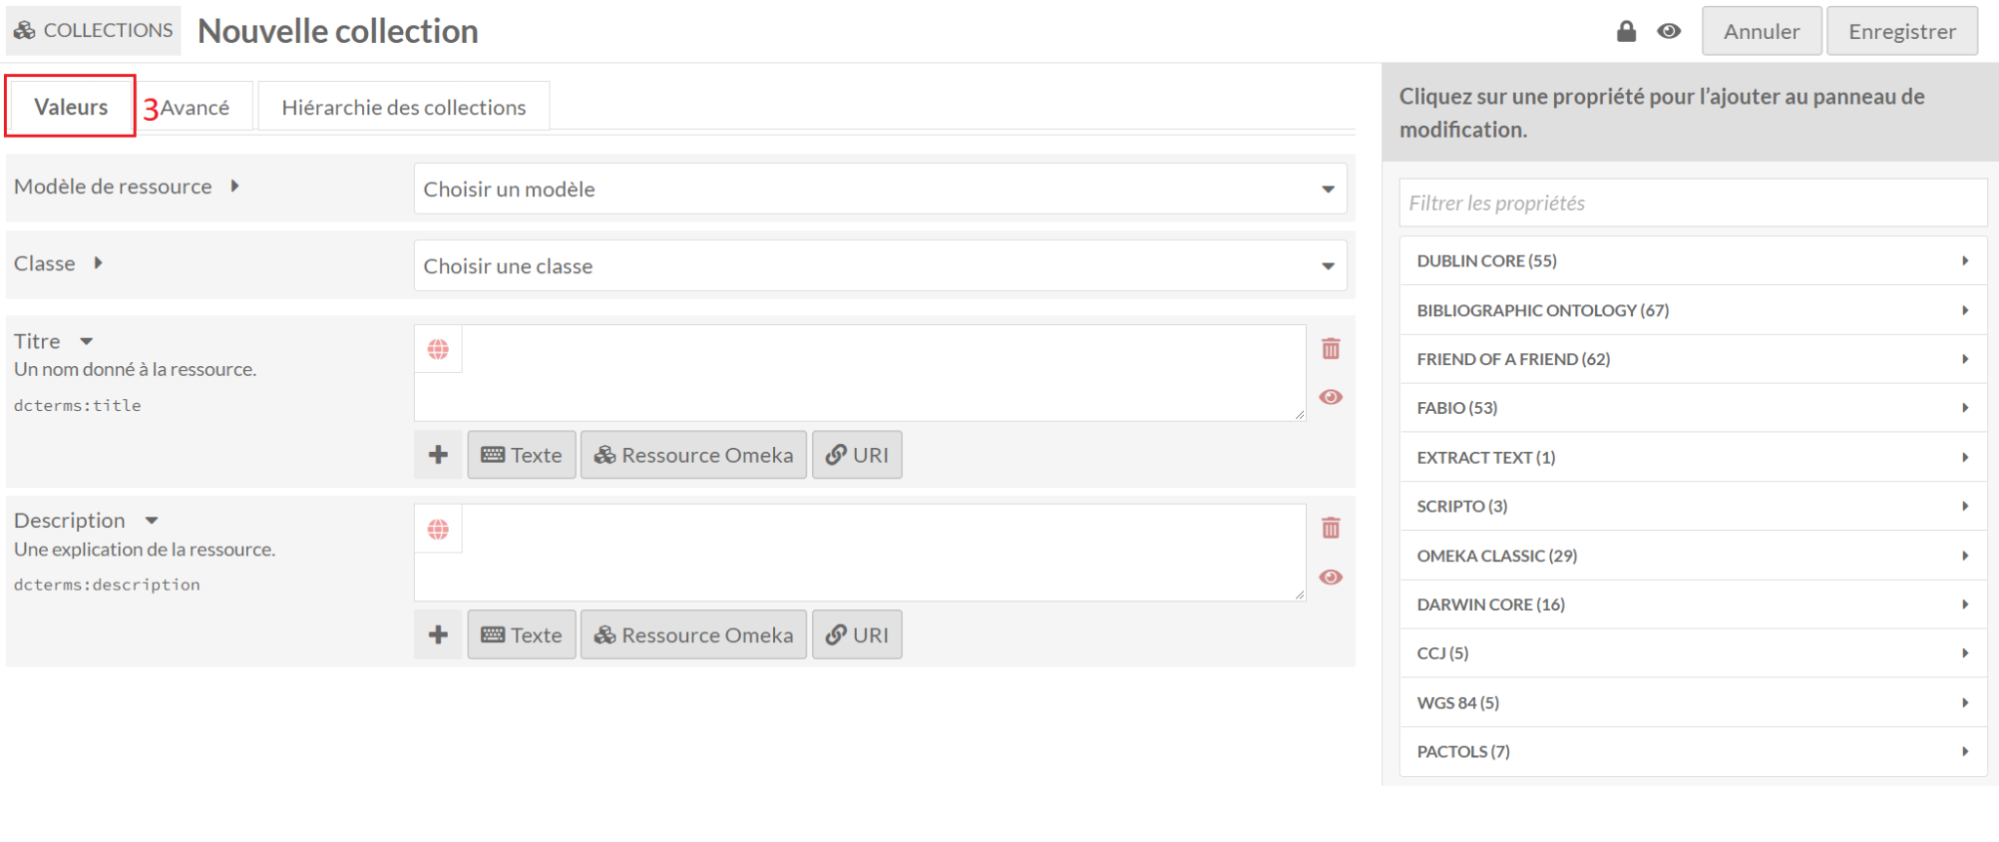 COLLECTIONS Nouvelle collection
Annuler Enregistrer
Valeurs 3 Avancé Hiérarchie des collections
Modèle de ressource Choisir un modèle
Classe Choisir une classe
Titre
Un nom donné à la ressource.
dcterms:title
Texte Ressource Omeka URI
Description
Une explication de la ressource.
dcterms:description
Texte Ressource Omeka URI
Cliquez sur une propriété pour l’ajouter au panneau de
modification.
Filtrer les propriétés
DUBLIN CORE (55)
BIBLIOGRAPHIC ONTOLOGY (67)
FRIEND OF A FRIEND (62)
FABIO (53)
EXTRACT TEXT (1)
SCRIPTO (3)
OMEKA CLASSIC (29)
DARWIN CORE (16)
CCJ (5)
WGS 84 (5)
PACTOLS (7)